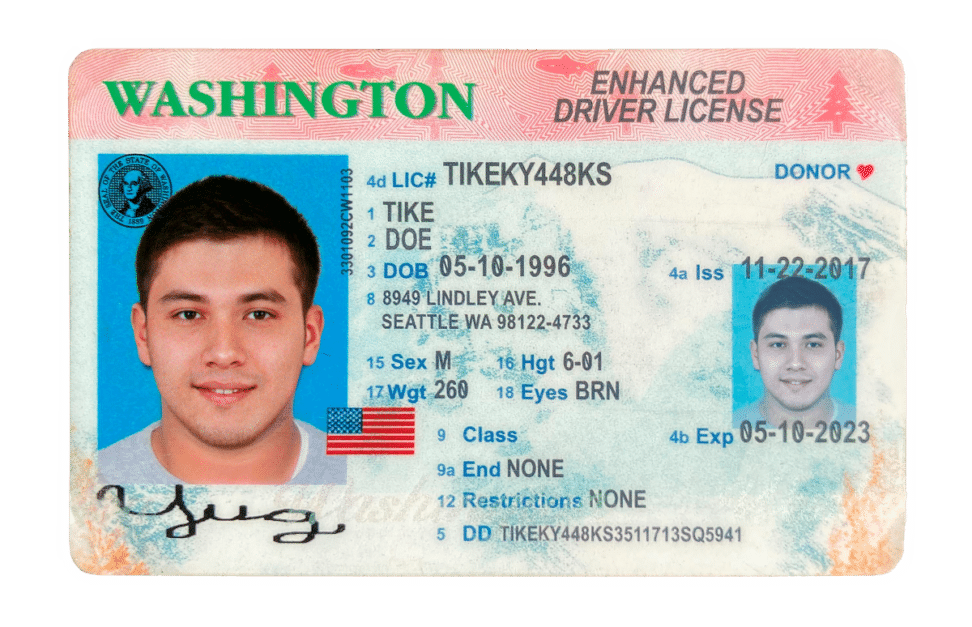 WASHINGTON
ENHANCED
DRIVER LICENSE
THE SEAL OF THE STATE OF WASHINGTON
1889
3301092CW1103
4d LIC# TIKEKY448KS
DONOR
1 TIKE
2 DOE
3 DOB 05-10-1996
4a Iss 11-22-2017
8 8949 LINDLEY AVE.
SEATTLE WA 98122-4733
15 Sex M 16 Hgt 6-01
17 Wgt 260 18 Eyes BRN
9 Class
4b Exp 05-10-2023
9a End NONE
12 Restrictions NONE
5 DD TIKEKY448KS3511713SQ5941
Yug